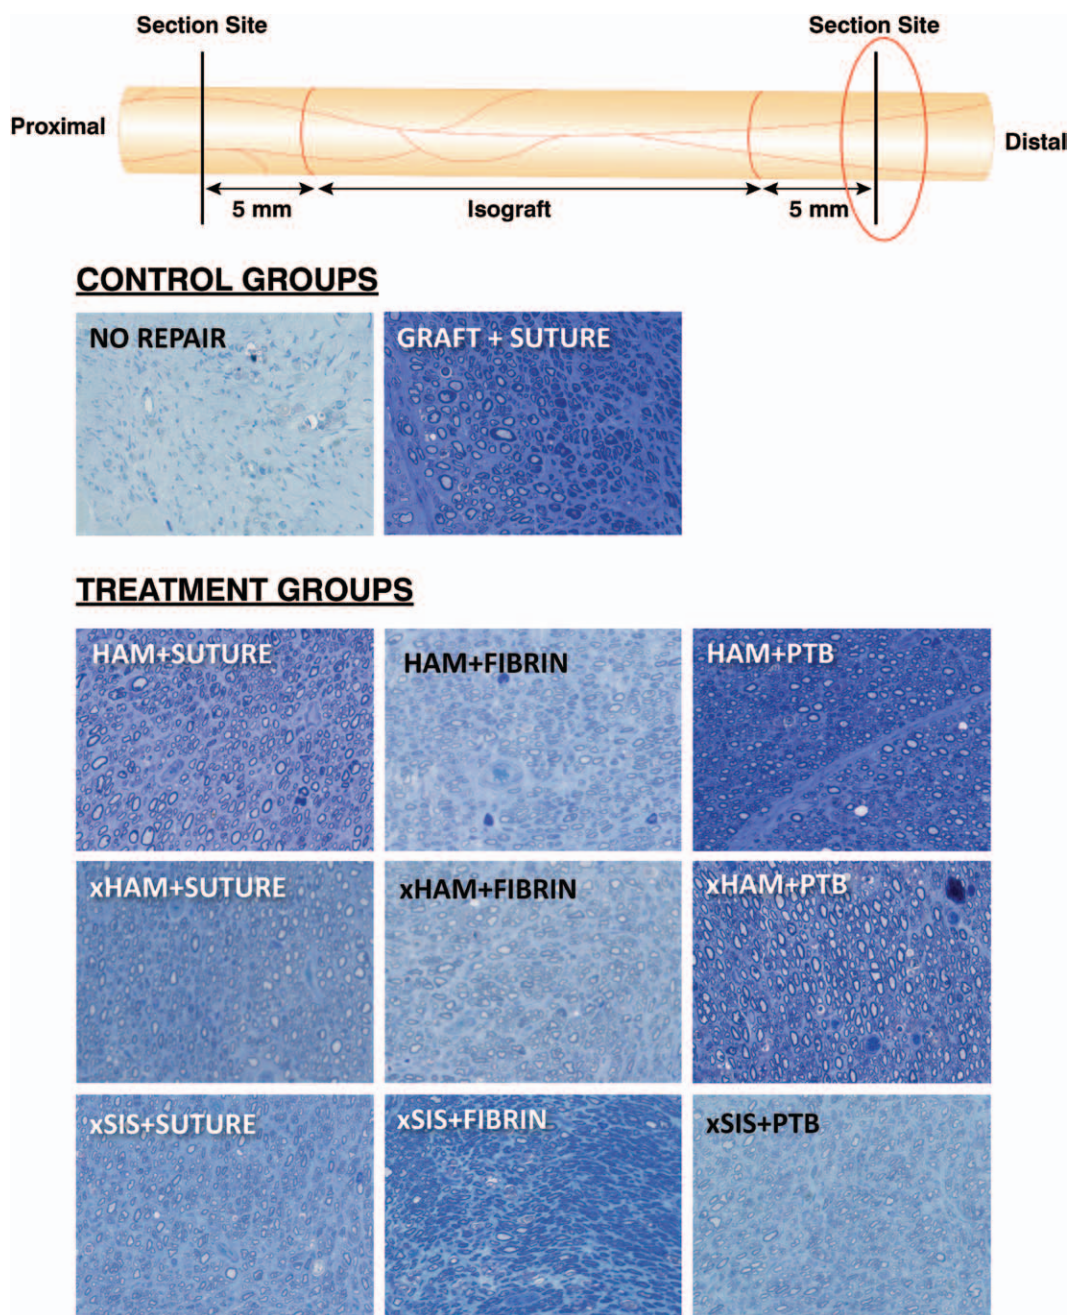 Section Site
Section Site
Proximal
Distal
5 mm
Isograft
5 mm
CONTROL GROUPS
NO REPAIR
GRAFT + SUTURE
TREATMENT GROUPS
HAM+SUTURE
HAM+FIBRIN
HAM+PTB
xHAM+SUTURE
xHAM+FIBRIN
xHAM+PTB
xSIS+SUTURE
xSIS+FIBRIN
xSIS+PTB